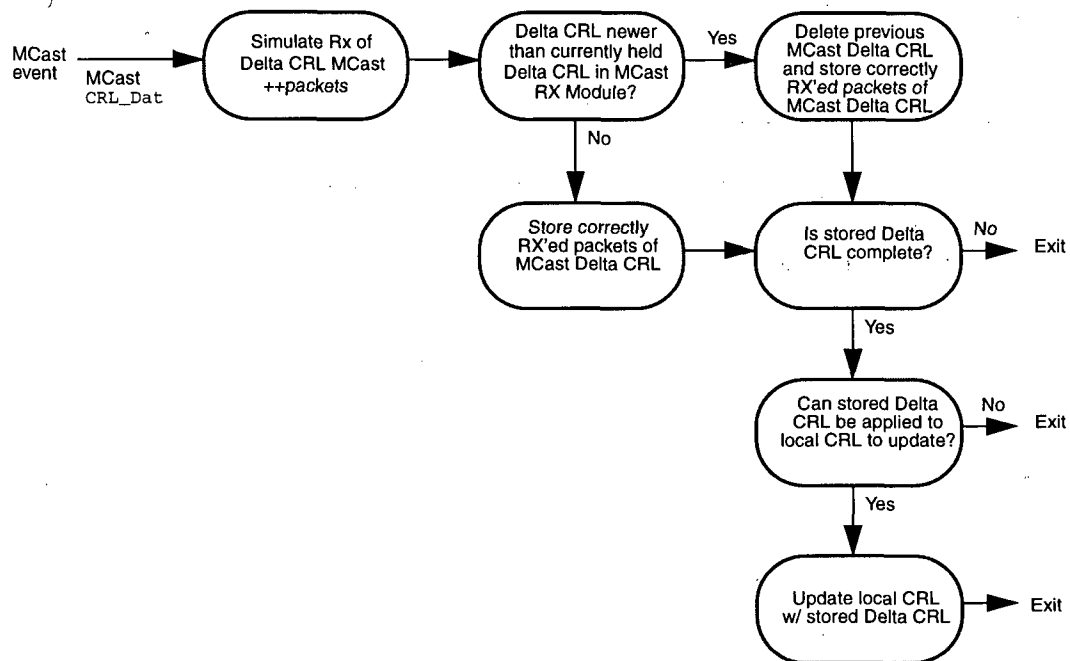 MCast
event
MCast
CRL_Dat
Simulate Rx of
Delta CRL MCast
++packets
Delta CRL newer
than currently held
Delta CRL in MCast
RX Module?
Yes
Delete previous
MCast Delta CRL
and store correctly
RX'ed packets of
MCast Delta CRL
No
Store correctly
RX'ed packets of
MCast Delta CRL
Is stored Delta
CRL complete?
No
Exit
Yes
Can stored Delta
CRL be applied to
local CRL to update?
No
Exit
Yes
Update local CRL
w/ stored Delta CRL
Exit